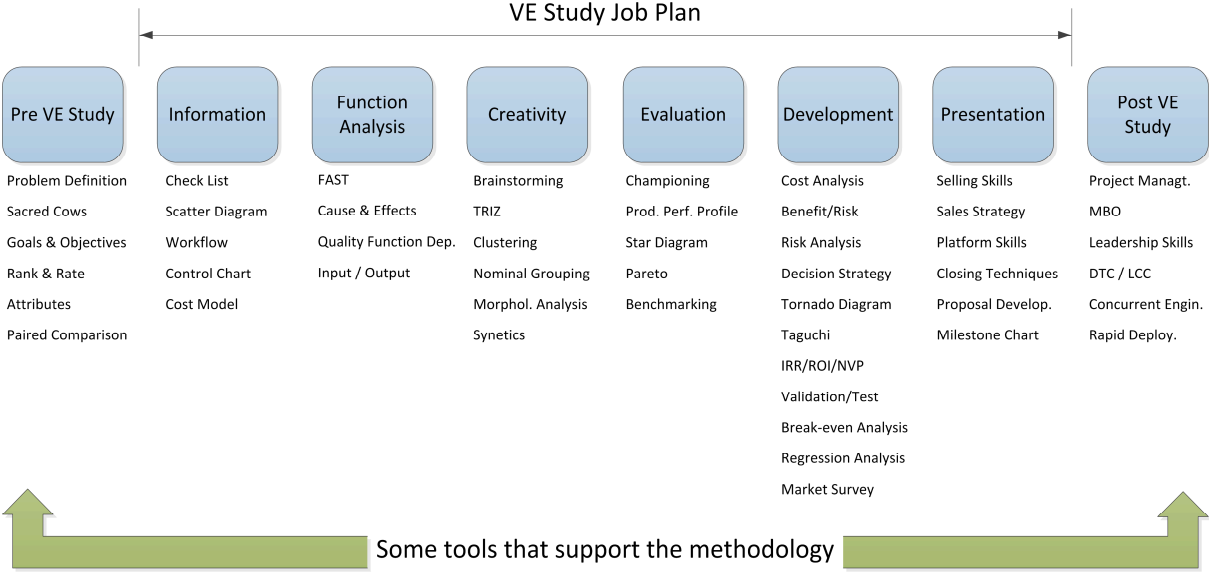 VE Study Job Plan
Pre VE Study
Information
Function
Analysis
Creativity
Evaluation
Development
Presentation
Post VE
Study
Problem Definition
Sacred Cows
Goals & Objectives
Rank & Rate
Attributes
Paired Comparison
Check List
Scatter Diagram
Workflow
Control Chart
Cost Model
FAST
Cause & Effects
Quality Function Dep.
Input / Output
Brainstorming
TRIZ
Clustering
Nominal Grouping
Morphol. Analysis
Synetics
Championing
Prod. Perf. Profile
Star Diagram
Pareto
Benchmarking
Cost Analysis
Benefit/Risk
Risk Analysis
Decision Strategy
Tornado Diagram
Taguchi
IRR/ROI/NVP
Validation/Test
Break-even Analysis
Regression Analysis
Market Survey
Selling Skills
Sales Strategy
Platform Skills
Closing Techniques
Proposal Develop.
Milestone Chart
Project Managt.
MBO
Leadership Skills
DTC / LCC
Concurrent Engin.
Rapid Deploy.
Some tools that support the methodology